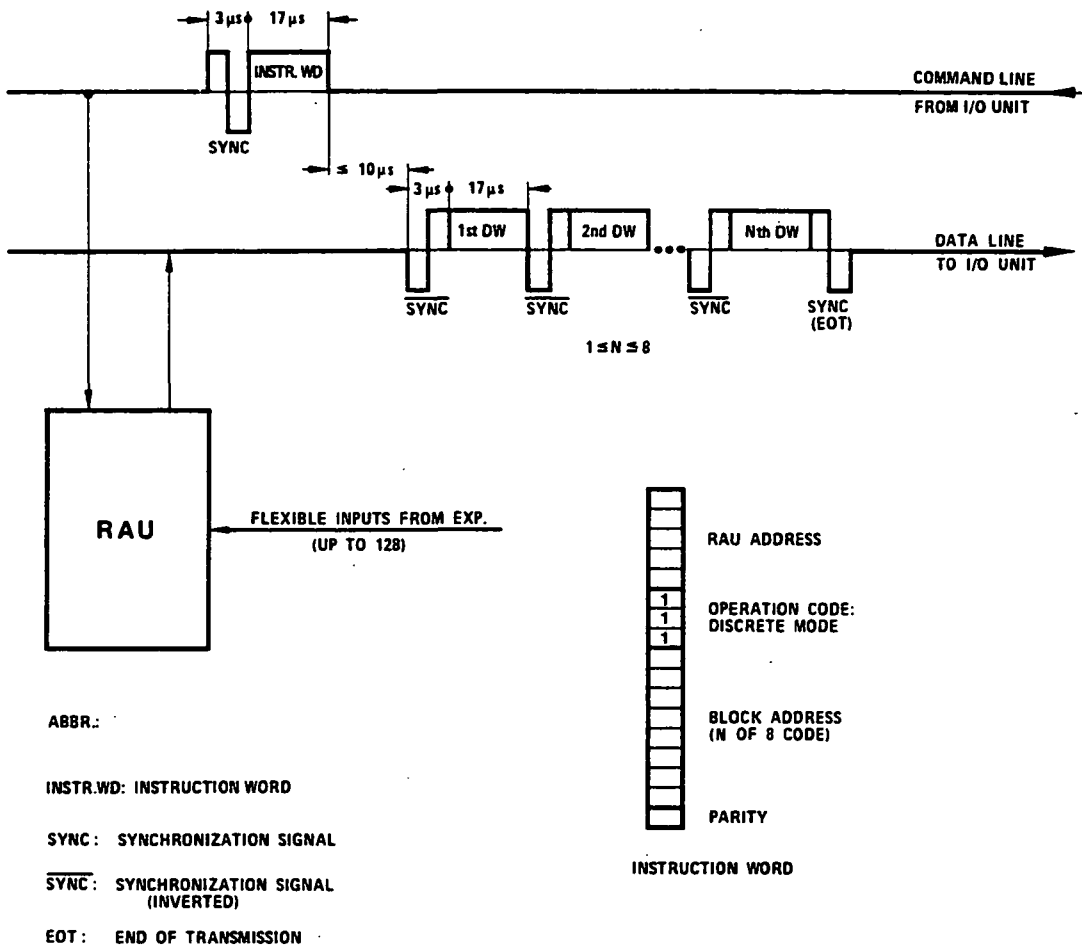 3μs 17μs
INSTR. WD
COMMAND LINE
FROM I/O UNIT
SYNC
≤ 10μs
3μs 17μs
1st DW
2nd DW
Nth DW
DATA LINE
TO I/O UNIT
SYNC
SYNC
SYNC
SYNC
(EOT)
1 ≤ N ≤ 8
RAU
FLEXIBLE INPUTS FROM EXP.
(UP TO 128)
RAU ADDRESS
1
1
1
OPERATION CODE:
DISCRETE MODE
BLOCK ADDRESS
(N OF 8 CODE)
PARITY
INSTRUCTION WORD
ABBR.:
INSTR.WD: INSTRUCTION WORD
SYNC: SYNCHRONIZATION SIGNAL
SYNC: SYNCHRONIZATION SIGNAL
(INVERTED)
EOT: END OF TRANSMISSION